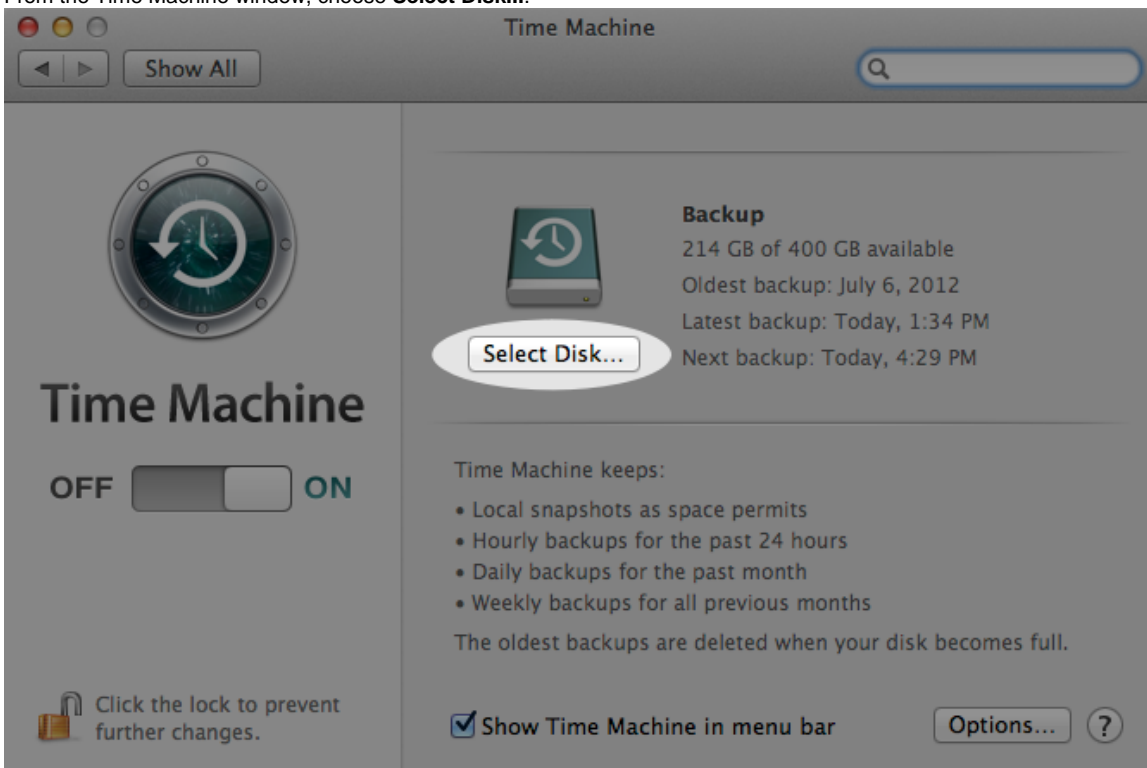 From the Time Machine window, choose Select Disk....
Time Machine
Show All
Backup
214 GB of 400 GB available
Oldest backup: July 6, 2012
Latest backup: Today, 1:34 PM
Select Disk...
Next backup: Today, 4:29 PM
Time Machine
OFF ON
Time Machine keeps:
• Local snapshots as space permits
• Hourly backups for the past 24 hours
• Daily backups for the past month
• Weekly backups for all previous months
The oldest backups are deleted when your disk becomes full.
Click the lock to prevent
further changes.
Show Time Machine in menu bar
Options... ?